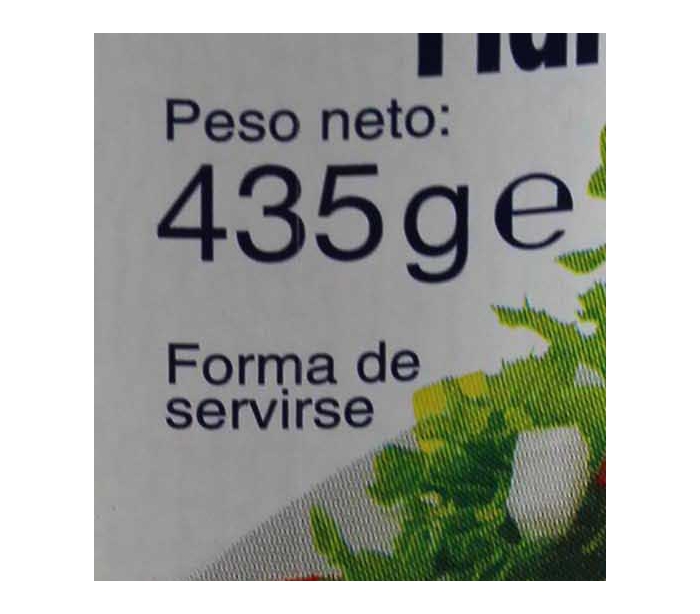 Peso neto:
435g e
Forma de
servirse